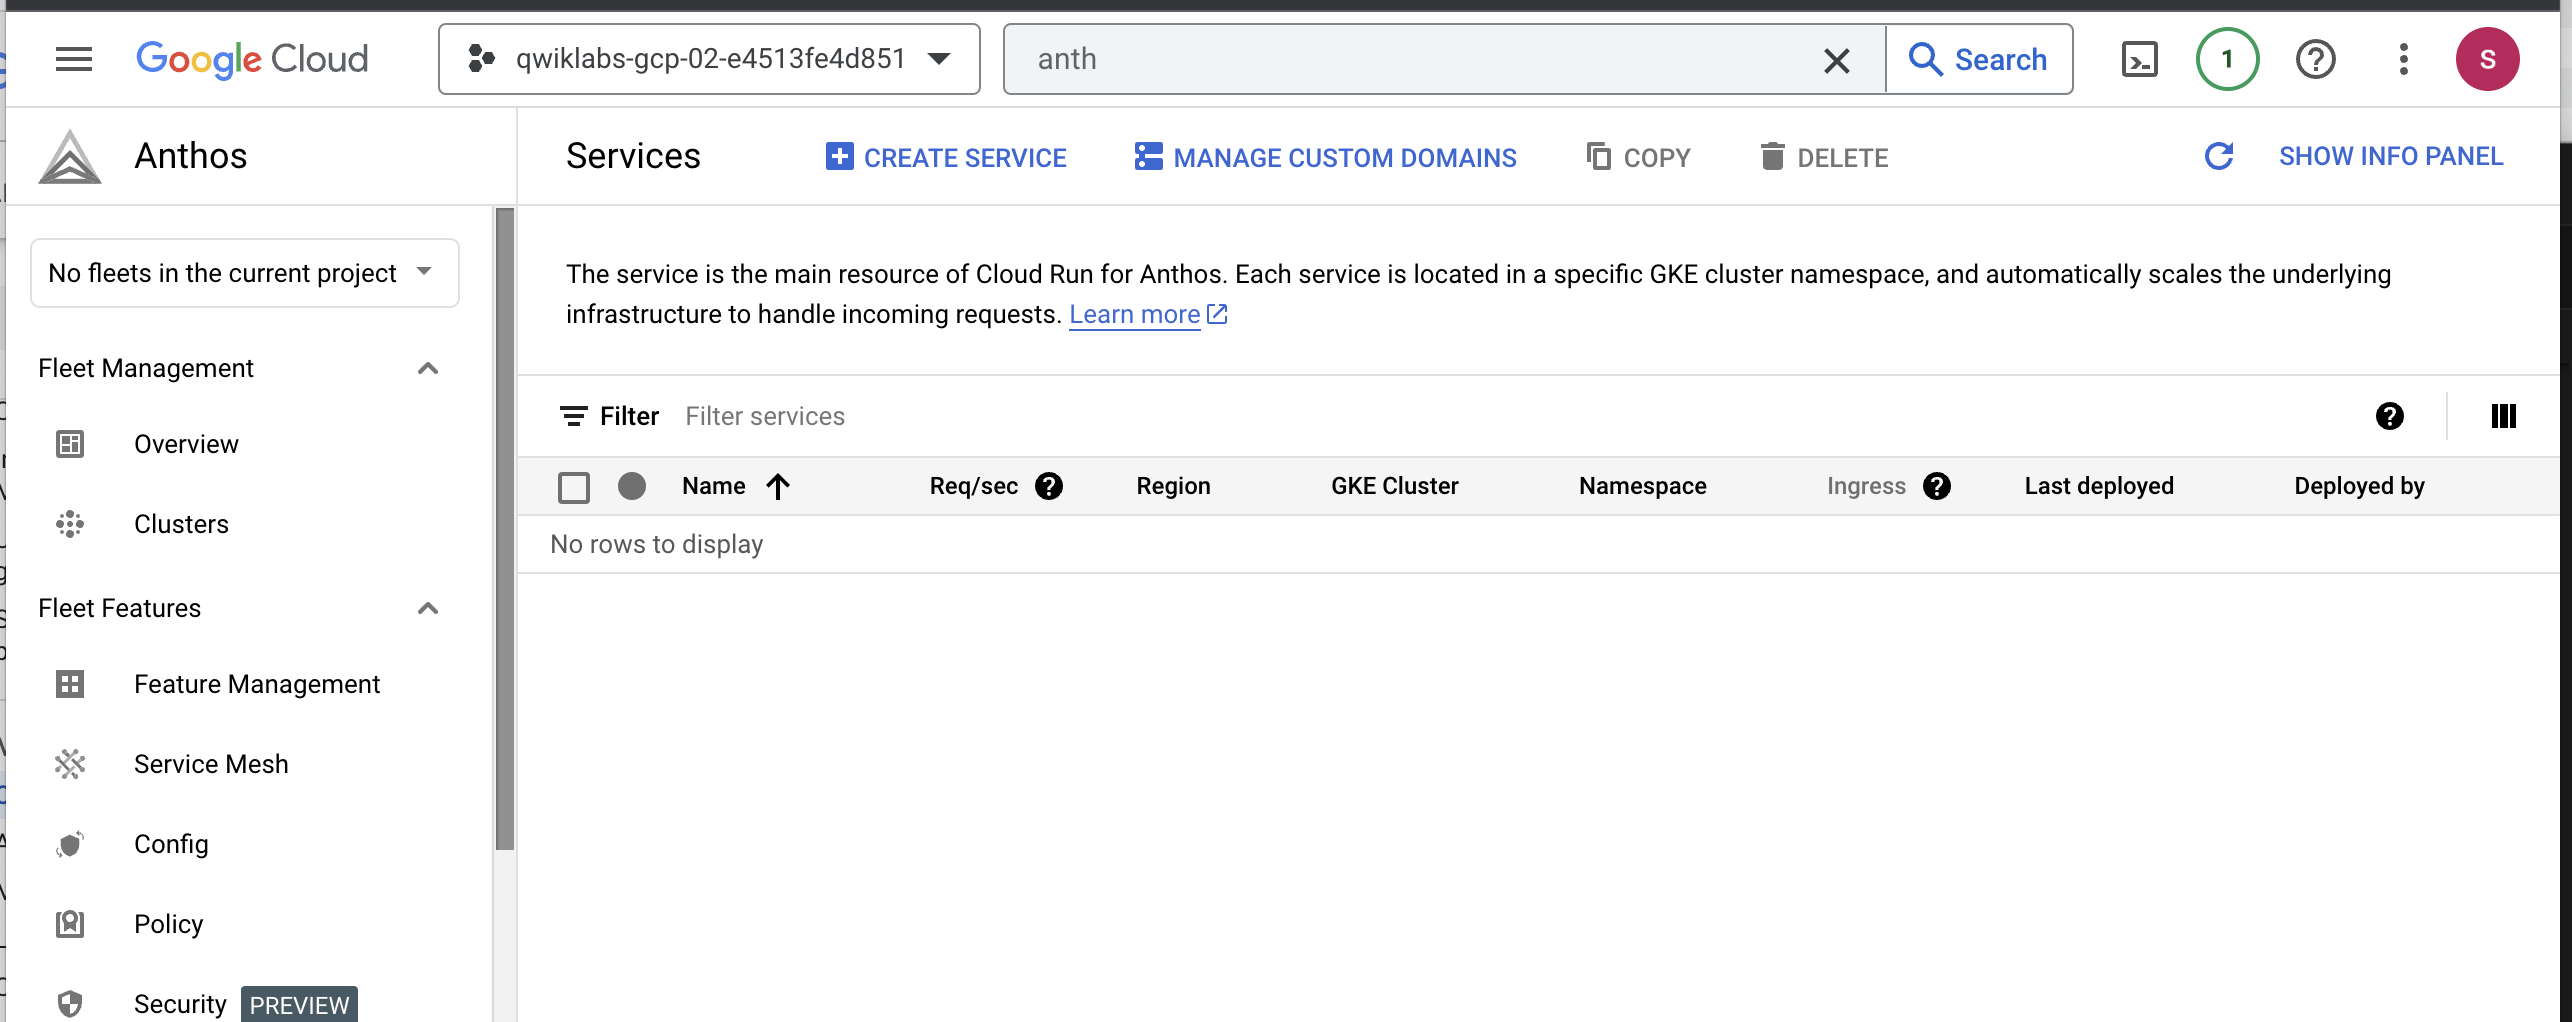 Google Cloud
qwiklabs-gcp-02-e4513fe4d851
anth
Search
1
S
Anthos
Services
CREATE SERVICE
MANAGE CUSTOM DOMAINS
COPY
DELETE
SHOW INFO PANEL
No fleets in the current project
Fleet Management
Overview
Clusters
Fleet Features
Feature Management
Service Mesh
Config
Policy
Security PREVIEW
The service is the main resource of Cloud Run for Anthos. Each service is located in a specific GKE cluster namespace, and automatically scales the underlying
infrastructure to handle incoming requests. Learn more
Filter Filter services
Name Req/sec Region GKE Cluster Namespace Ingress Last deployed Deployed by
No rows to display